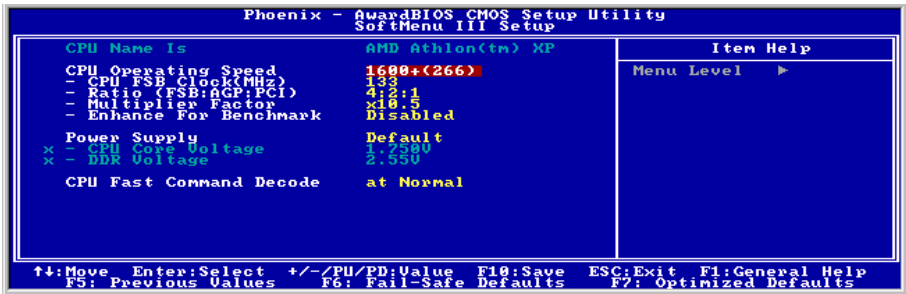 Phoenix - AwardBIOS CMOS Setup Utility
SoftMenu III Setup
CPU Name Is AMD Athlon(tm) XP
CPU Operating Speed 1600+(266)
- CPU FSB Clock(MHz) 133
- Ratio (FSB:AGP:PCI) 4:2:1
- Multiplier Factor x10.5
- Enhance For Benchmark Disabled
Power Supply Default
x - CPU Core Voltage 1.750V
x - DDR Voltage 2.55V
CPU Fast Command Decode at Normal
Item Help
Menu Level ►
↑↓:Move Enter:Select +/-/PU/PD:Value F10:Save ESC:Exit F1:General Help
F5: Previous Values F6: Fail-Safe Defaults F7: Optimized Defaults